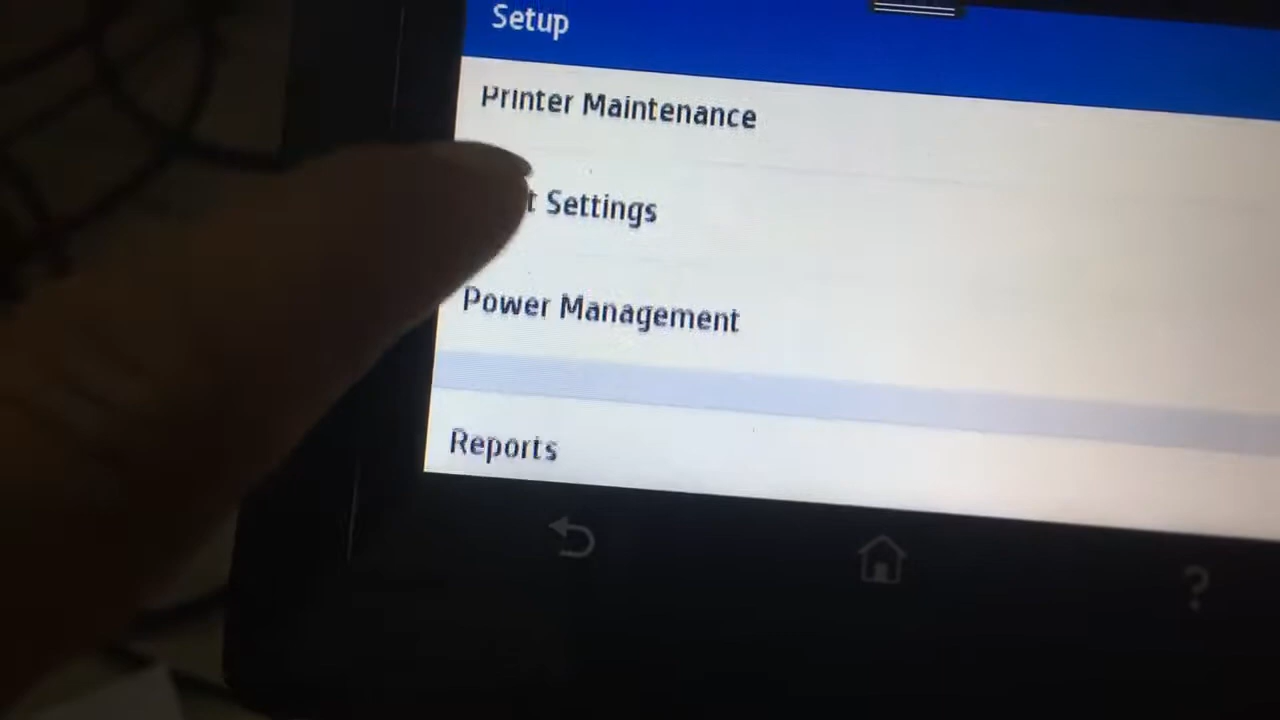 Setup
Printer Maintenance
Settings
Power Management
Reports
?